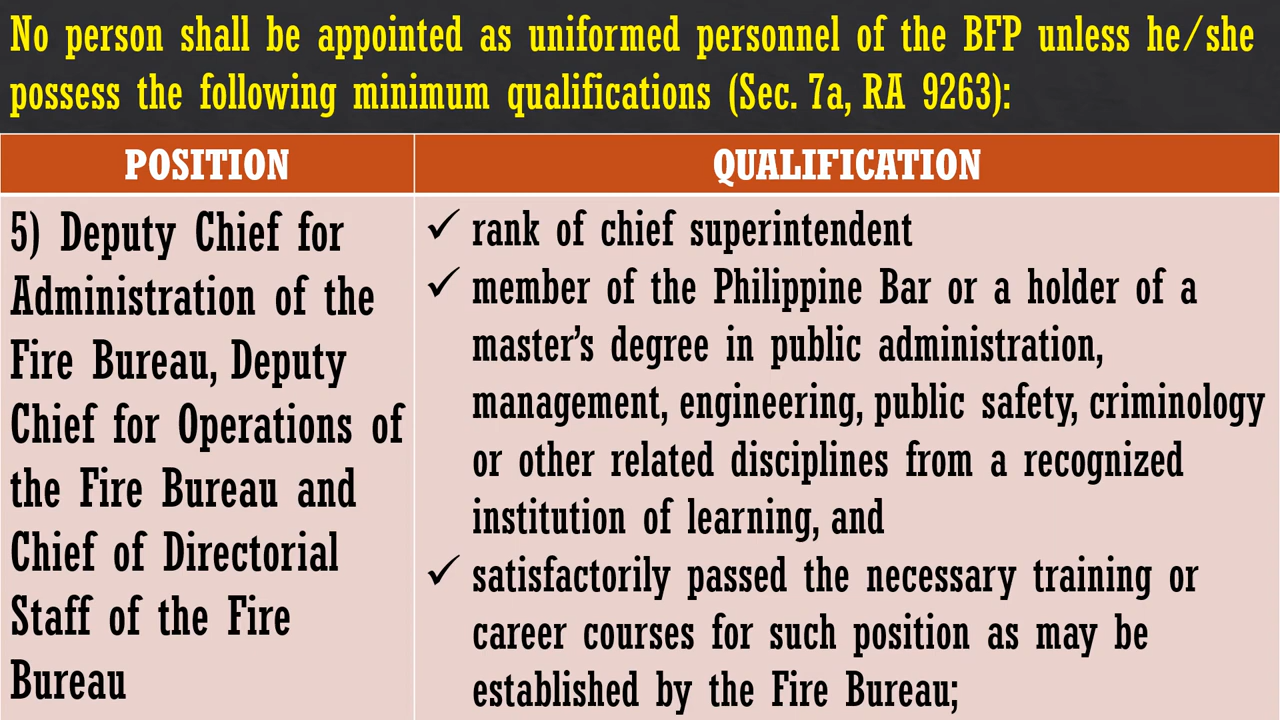 No person shall be appointed as uniformed personnel of the BFP unless he/she
possess the following minimum qualifications (Sec. 7a, RA 9263):
POSITION
QUALIFICATION
5) Deputy Chief for
Administration of the
Fire Bureau, Deputy
Chief for Operations of
the Fire Bureau and
Chief of Directorial
Staff of the Fire
Bureau
✓ rank of chief superintendent
✓ member of the Philippine Bar or a holder of a
master's degree in public administration,
management, engineering, public safety, criminology
or other related disciplines from a recognized
institution of learning, and
✓ satisfactorily passed the necessary training or
career courses for such position as may be
established by the Fire Bureau;